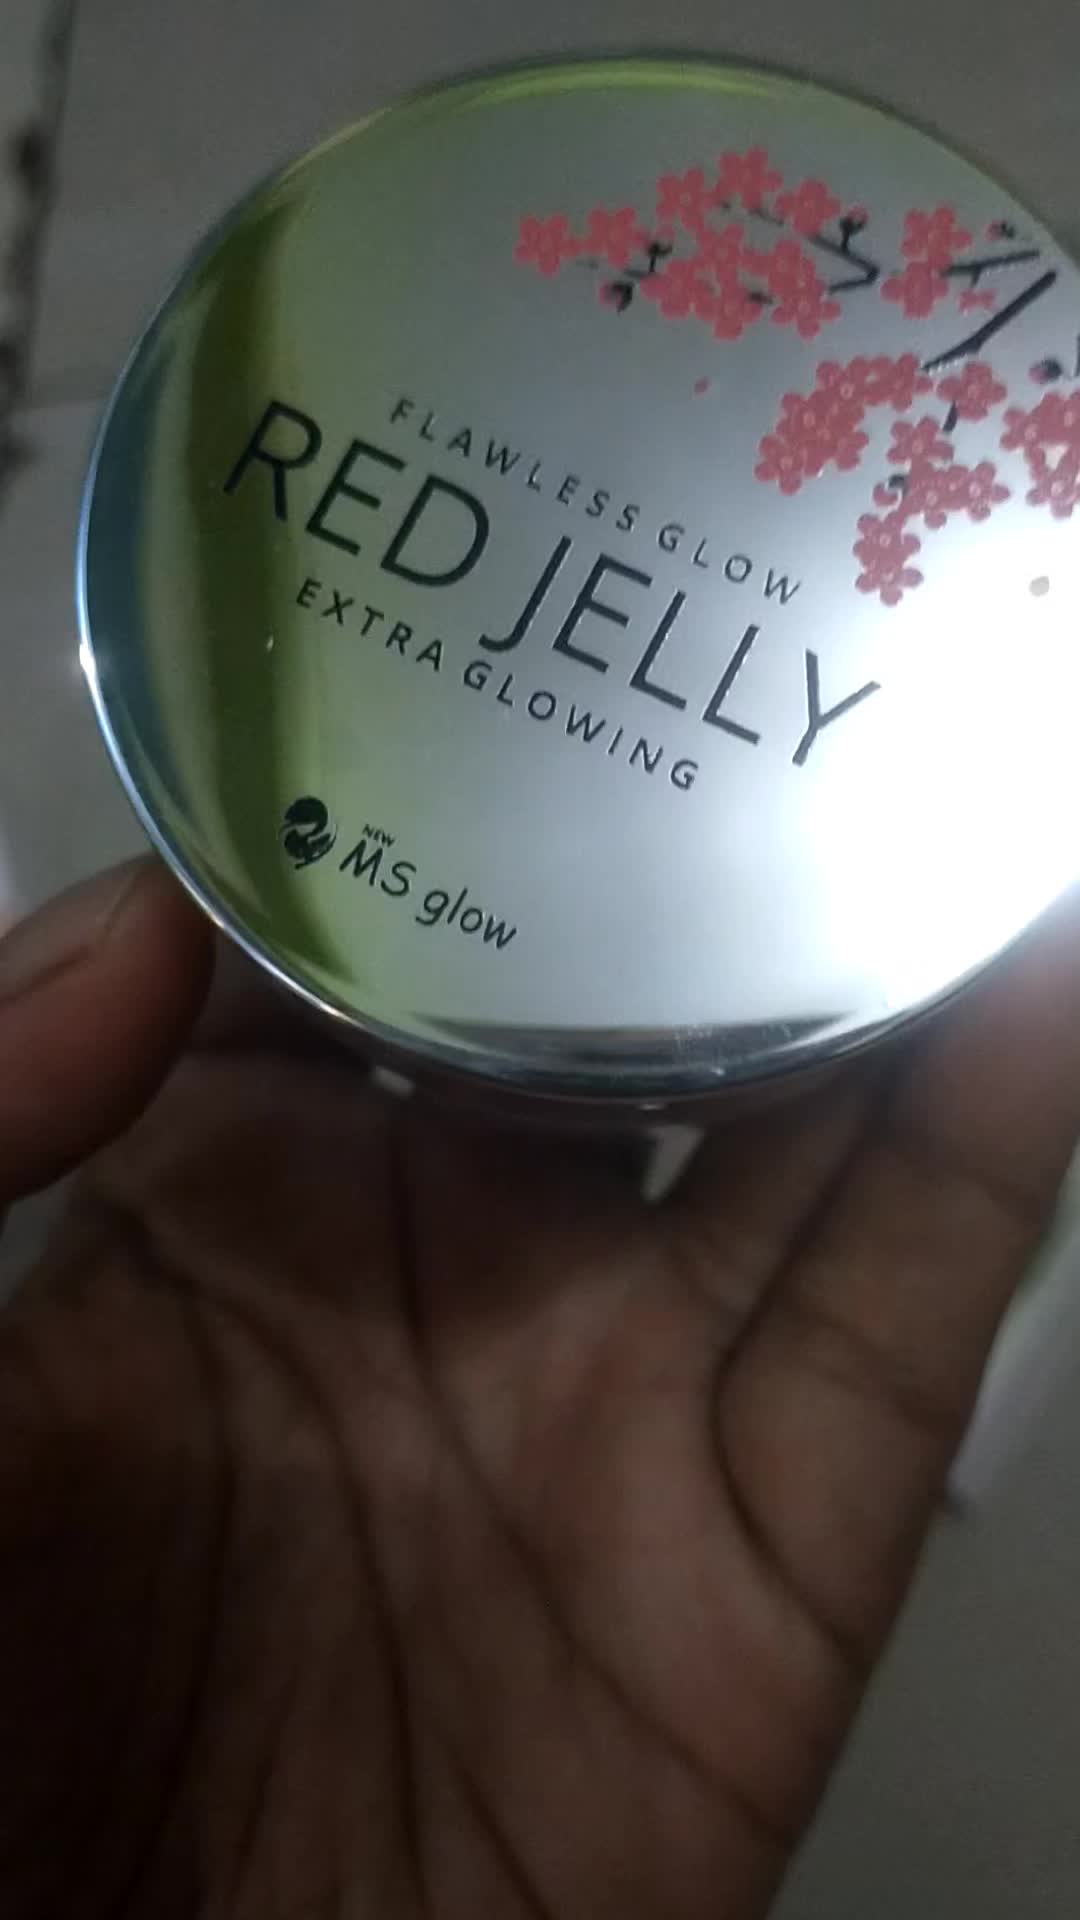 FLAWLESS GLOW
RED JELLY
EXTRA GLOWING
NEW
MS glow